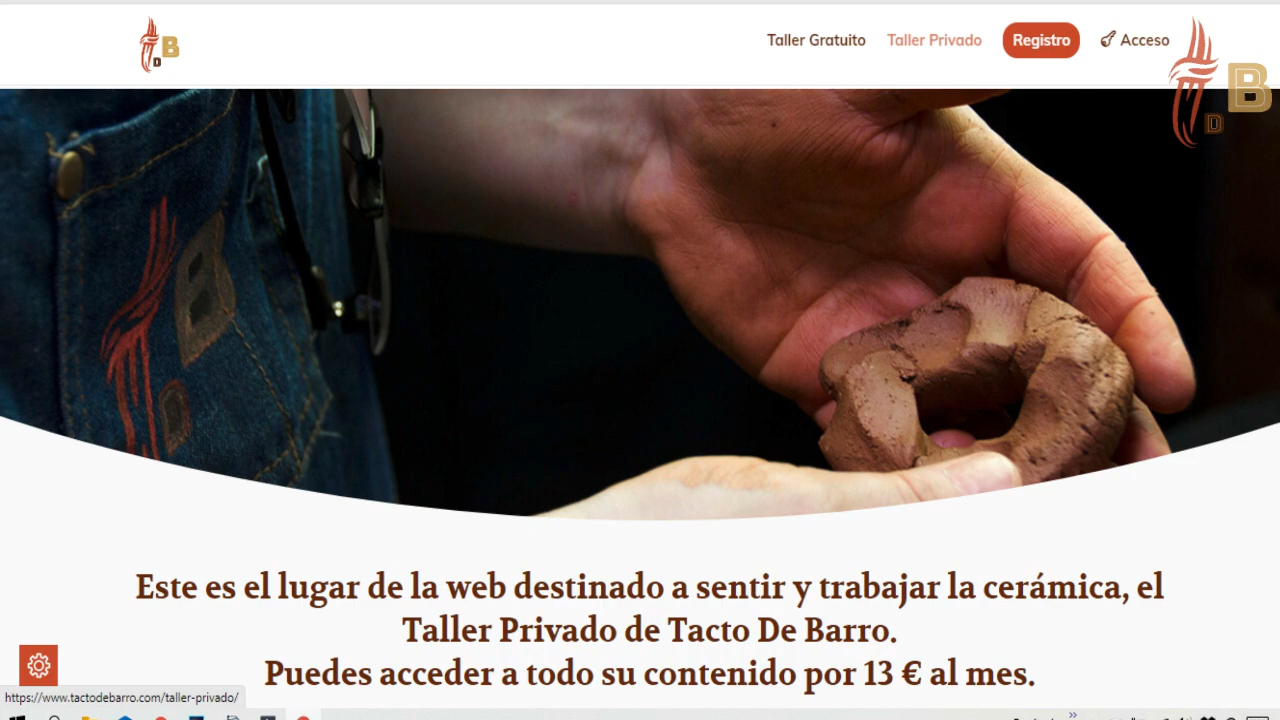 B
D
Taller Gratuito
Taller Privado
Registro
Acceso
B
D
B
D
Este es el lugar de la web destinado a sentir y trabajar la cerámica, el
Taller Privado de Tacto De Barro.
Puedes acceder a todo su contenido por 13 € al mes.
https://www.tactodebarro.com/taller-privado/